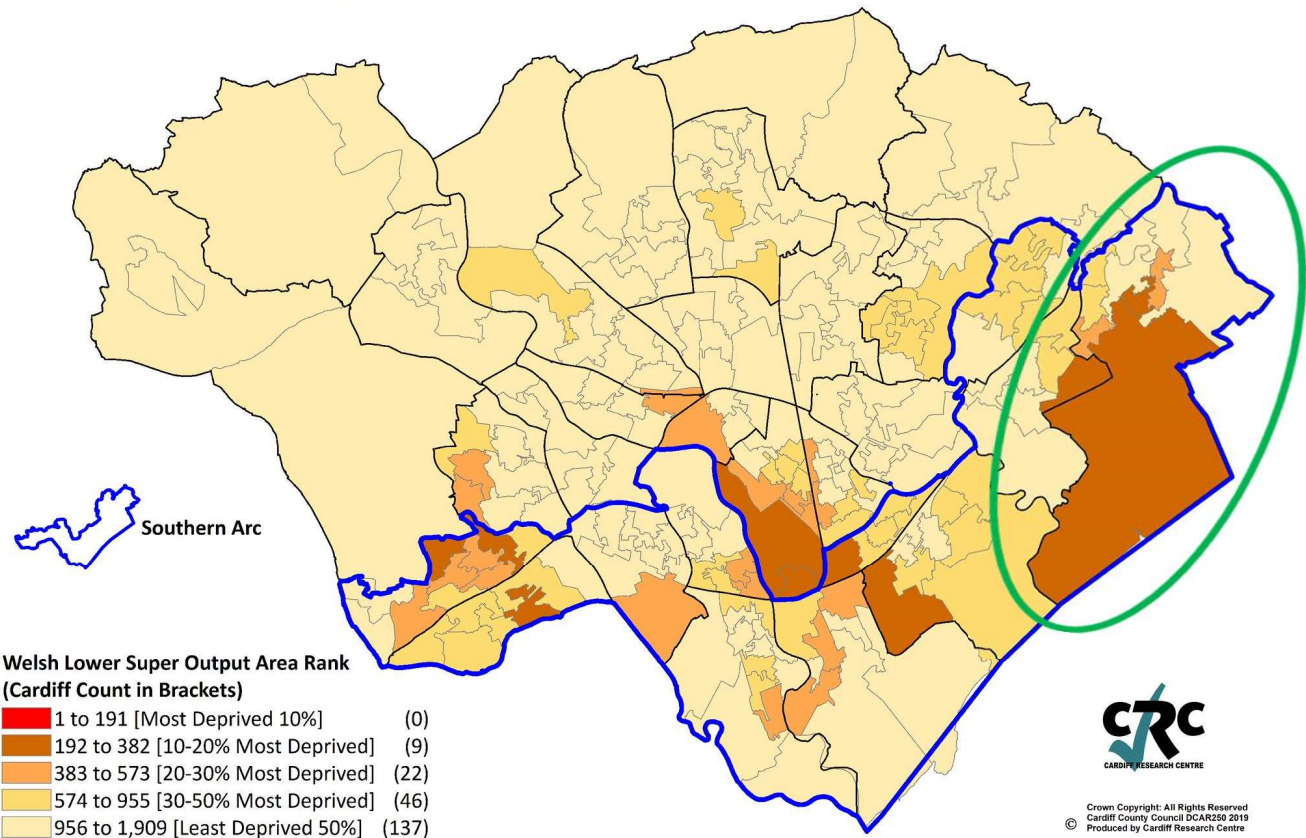 Southern Arc
Welsh Lower Super Output Area Rank
(Cardiff Count in Brackets)
1 to 191 [Most Deprived 10%] (0)
192 to 382 [10-20% Most Deprived] (9)
383 to 573 [20-30% Most Deprived] (22)
574 to 955 [30-50% Most Deprived] (46)
956 to 1,909 [Least Deprived 50%] (137)
CRC
CARDIFF RESEARCH CENTRE
Crown Copyright: All Rights Reserved
Cardiff County Council DCAR250 2019
© Produced by Cardiff Research Centre